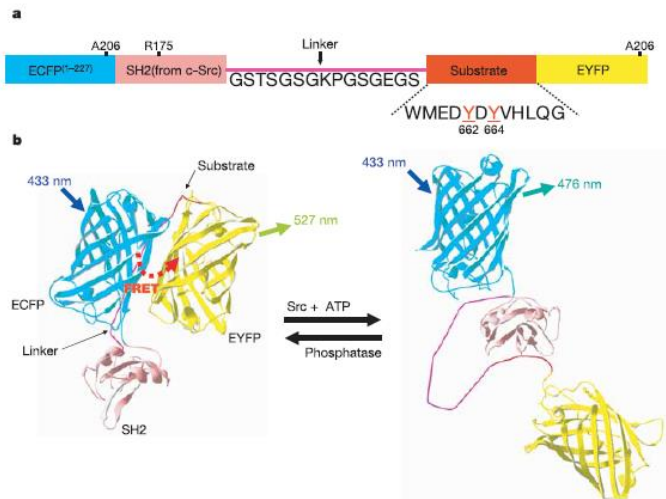 a
A206 R175 Linker A206
ECFP(1–227) SH2(from c-Src) GSTSGSGKPGSGEGS Substrate EYFP
WMEDYDYVHLQG
662 664
b
Substrate
433 nm
527 nm
FRET
ECFP
EYFP
Linker
SH2
Src + ATP
Phosphatase
433 nm
476 nm